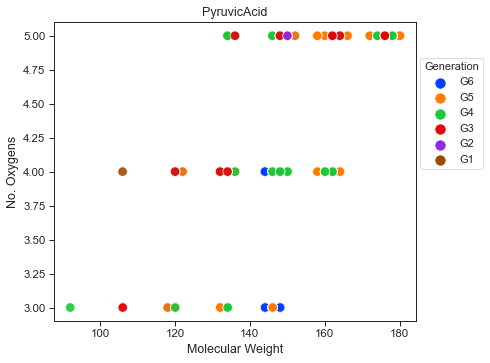 PyruvicAcid
5.00
4.75
4.50
4.25
4.00
3.75
3.50
3.25
3.00
No. Oxygens
100 120 140 160 180
Molecular Weight
Generation
G6
G5
G4
G3
G2
G1